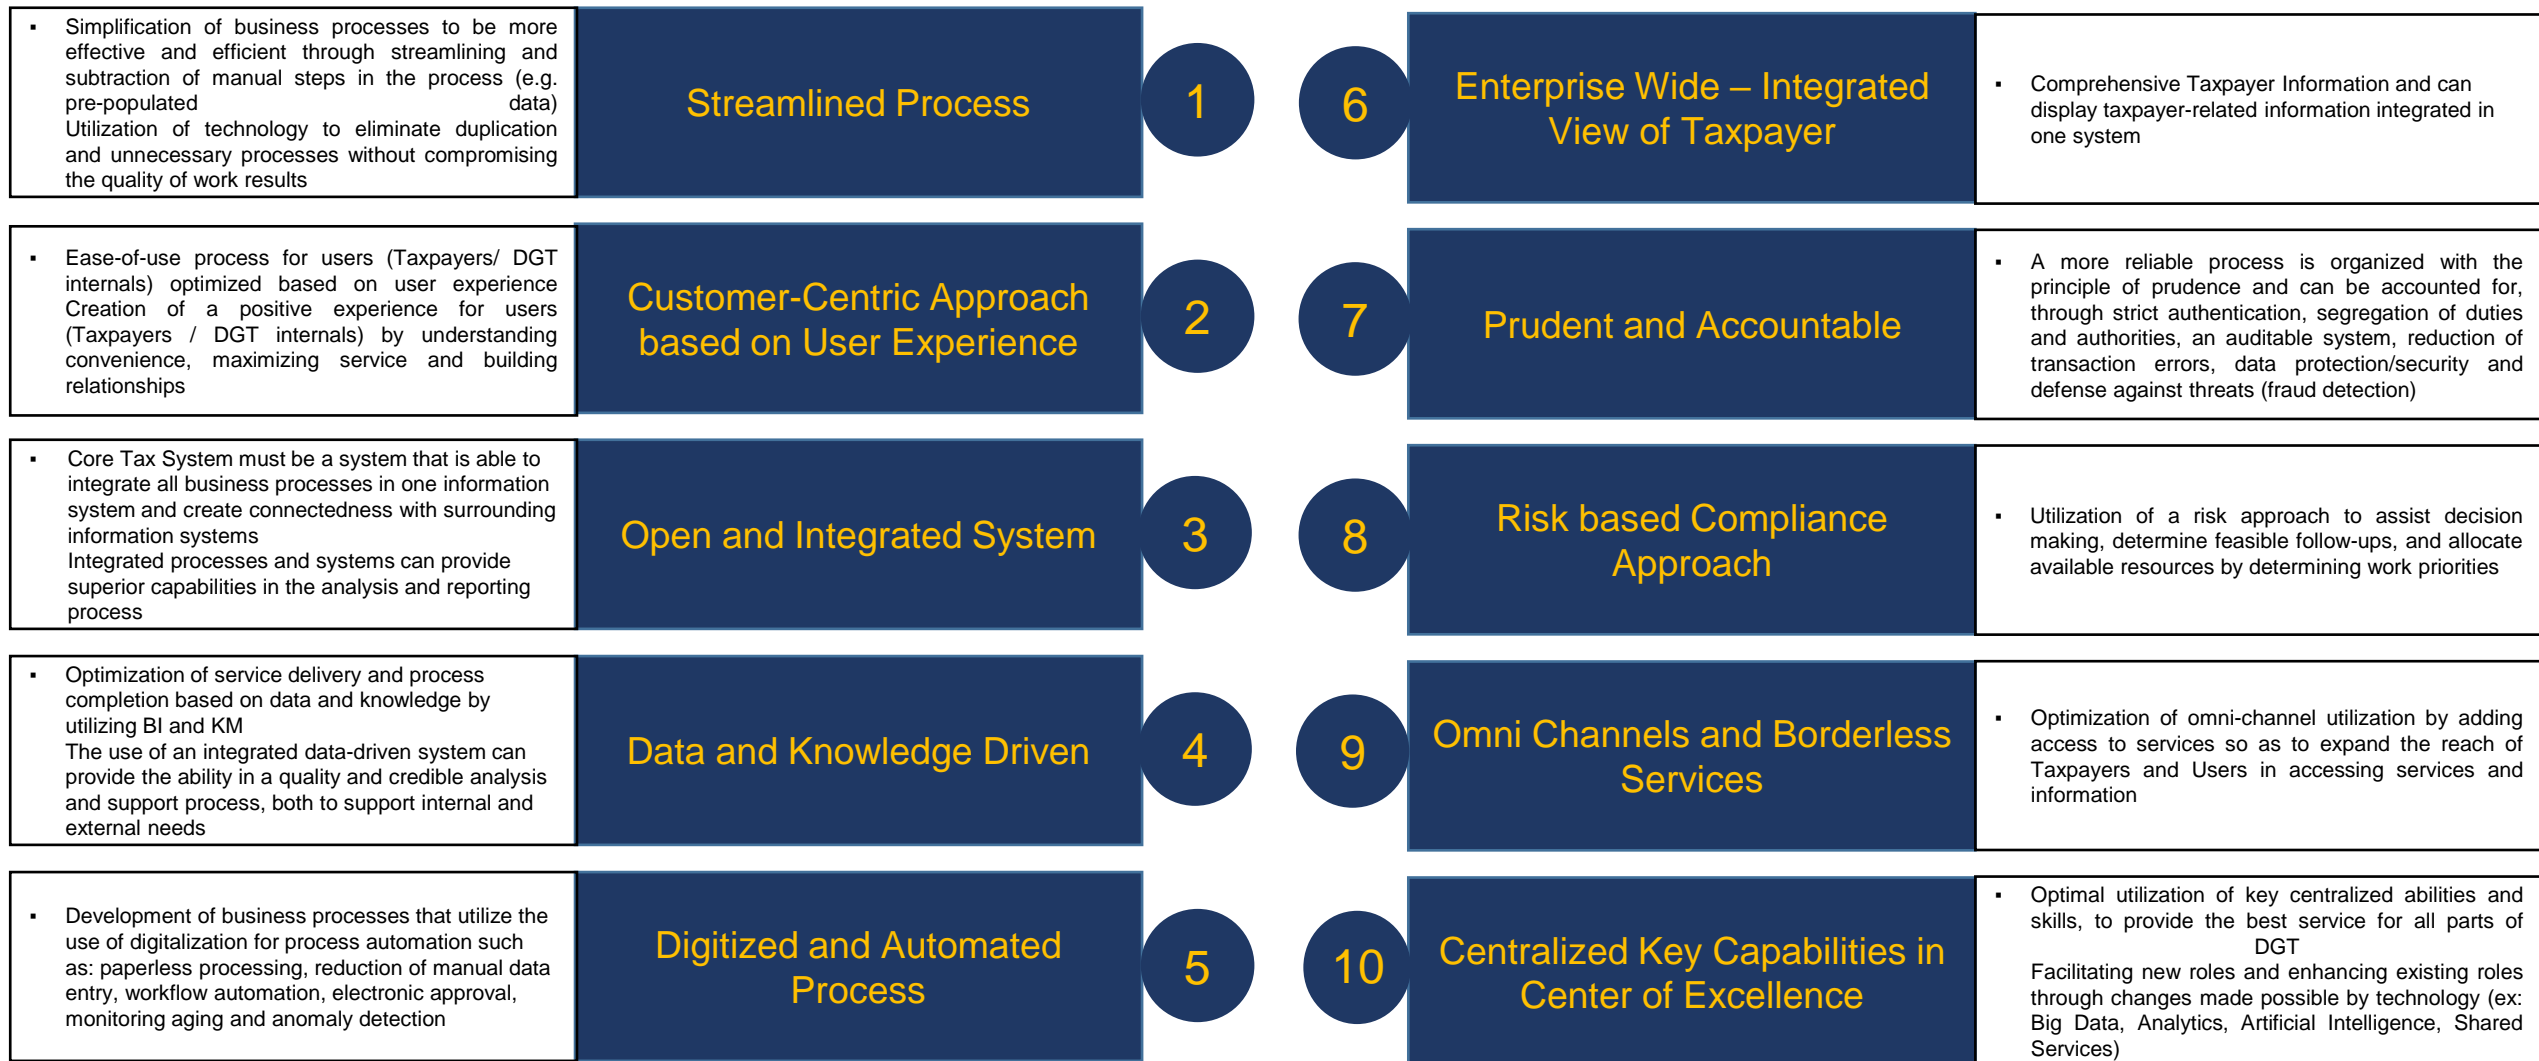 ▪ Simplification of business processes to be more
effective and efficient through streamlining and
subtraction of manual steps in the process (e.g.
pre-populated data)
Utilization of technology to eliminate duplication
and unnecessary processes without compromising
the quality of work results
Streamlined Process
1
▪ Ease-of-use process for users (Taxpayers/ DGT
internals) optimized based on user experience
Creation of a positive experience for users
(Taxpayers / DGT internals) by understanding
convenience, maximizing service and building
relationships
Customer-Centric Approach
based on User Experience
2
▪ Core Tax System must be a system that is able to
integrate all business processes in one information
system and create connectedness with surrounding
information systems
Integrated processes and systems can provide
superior capabilities in the analysis and reporting
process
Open and Integrated System
3
▪ Optimization of service delivery and process
completion based on data and knowledge by
utilizing BI and KM
The use of an integrated data-driven system can
provide the ability in a quality and credible analysis
and support process, both to support internal and
external needs
Data and Knowledge Driven
4
▪ Development of business processes that utilize the
use of digitalization for process automation such
as: paperless processing, reduction of manual data
entry, workflow automation, electronic approval,
monitoring aging and anomaly detection
Digitized and Automated
Process
5
6
Enterprise Wide – Integrated
View of Taxpayer
▪ Comprehensive Taxpayer Information and can
display taxpayer-related information integrated in
one system
7
Prudent and Accountable
▪ A more reliable process is organized with the
principle of prudence and can be accounted for,
through strict authentication, segregation of duties
and authorities, an auditable system, reduction of
transaction errors, data protection/security and
defense against threats (fraud detection)
8
Risk based Compliance
Approach
▪ Utilization of a risk approach to assist decision
making, determine feasible follow-ups, and allocate
available resources by determining work priorities
9
Omni Channels and Borderless
Services
▪ Optimization of omni-channel utilization by adding
access to services so as to expand the reach of
Taxpayers and Users in accessing services and
information
10
Centralized Key Capabilities in
Center of Excellence
▪ Optimal utilization of key centralized abilities and
skills, to provide the best service for all parts of
DGT
Facilitating new roles and enhancing existing roles
through changes made possible by technology (ex:
Big Data, Analytics, Artificial Intelligence, Shared
Services)